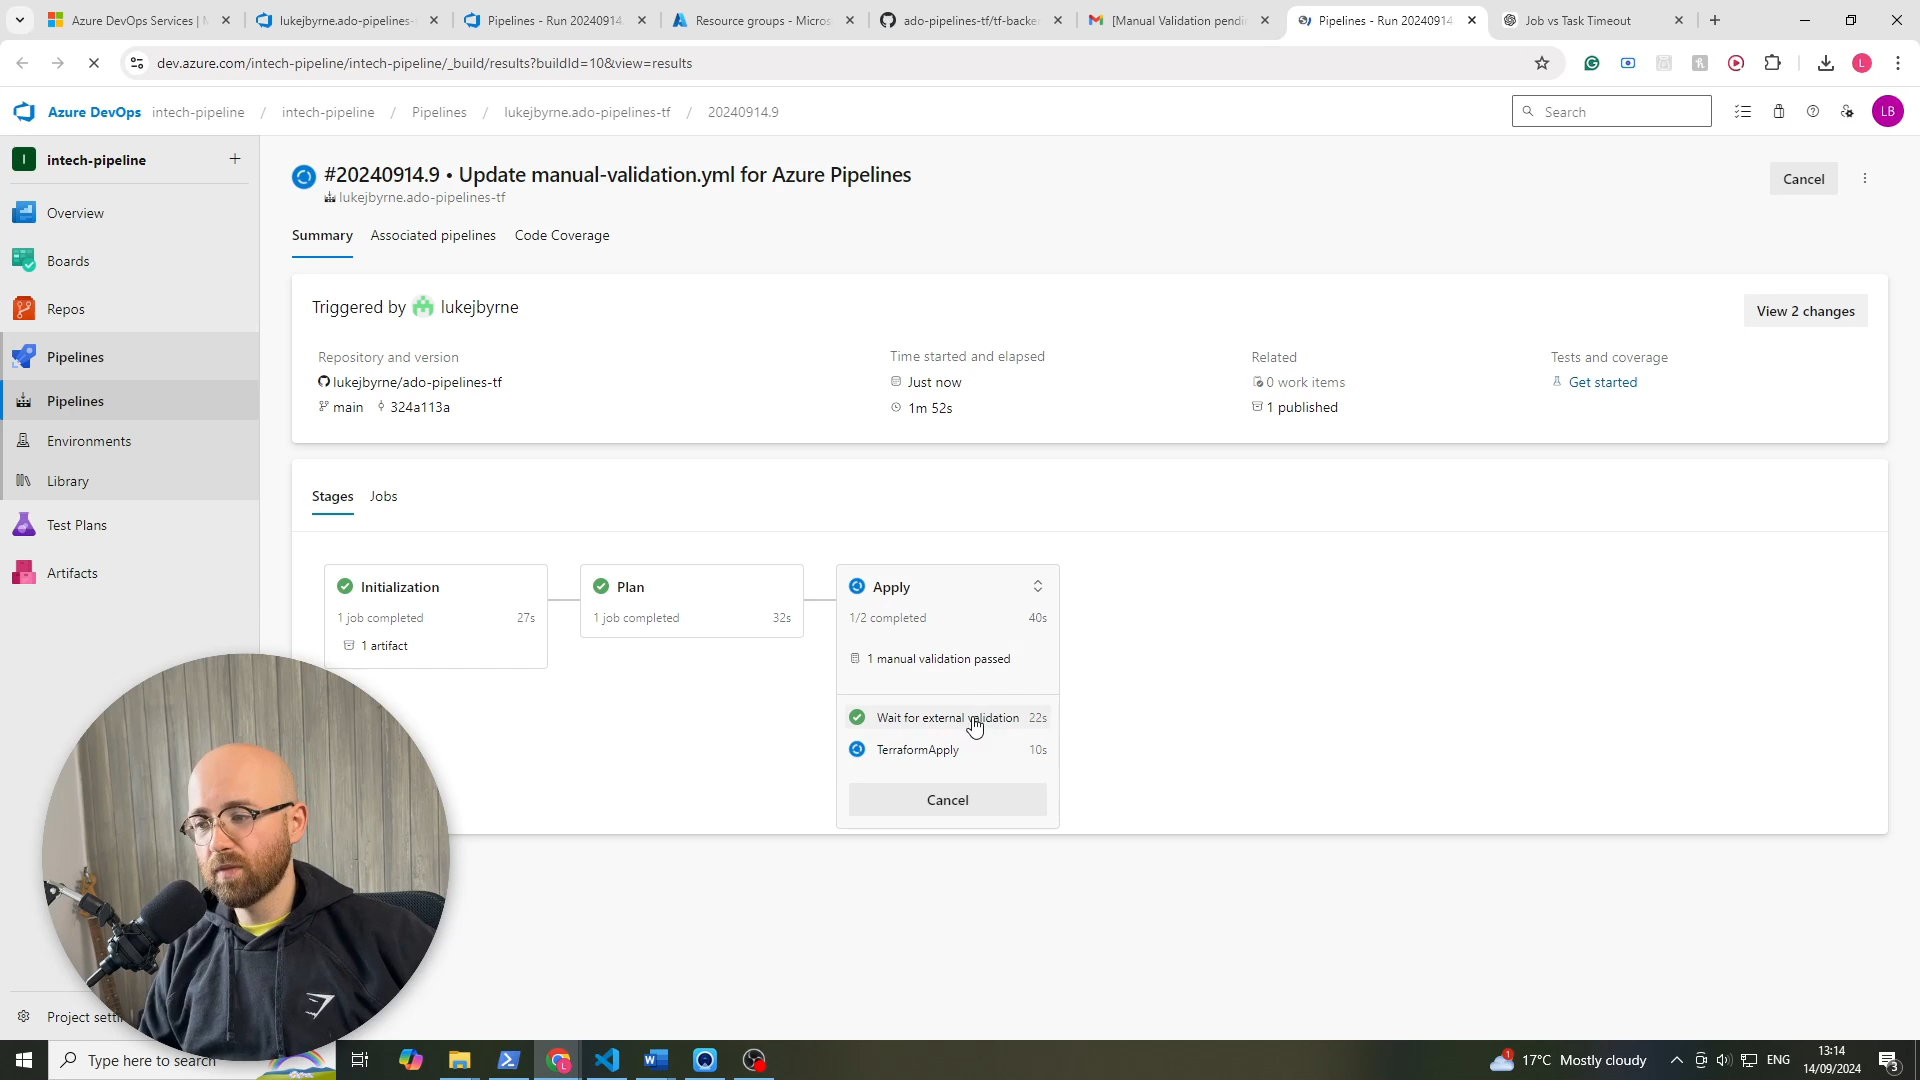 Azure DevOps Services | M
lukejbyrne.ado-pipelines-t
Pipelines - Run 20240914.
Resource groups - Micros
ado-pipelines-tf/tf-backe
[Manual Validation pendi
Pipelines - Run 20240914
Job vs Task Timeout
dev.azure.com/intech-pipeline/intech-pipeline/_build/results?buildId=10&view=results
L
Azure DevOps intech-pipeline / intech-pipeline / Pipelines / lukejbyrne.ado-pipelines-tf / 20240914.9
Search
LB
I intech-pipeline
Overview
Boards
Repos
Pipelines
Pipelines
Environments
Library
Test Plans
Artifacts
#20240914.9 • Update manual-validation.yml for Azure Pipelines
lukejbyrne.ado-pipelines-tf
Cancel
Summary Associated pipelines Code Coverage
Triggered by lukejbyrne
View 2 changes
Repository and version
lukejbyrne/ado-pipelines-tf
main 324a113a
Time started and elapsed
Just now
1m 52s
Related
0 work items
1 published
Tests and coverage
Get started
Stages Jobs
Initialization
1 job completed 27s
1 artifact
Plan
1 job completed 32s
Apply
1/2 completed 40s
1 manual validation passed
Wait for external validation 22s
TerraformApply 10s
Cancel
Project setti
Type here to search
1 17°C Mostly cloudy
ENG
13:14
14/09/2024
3